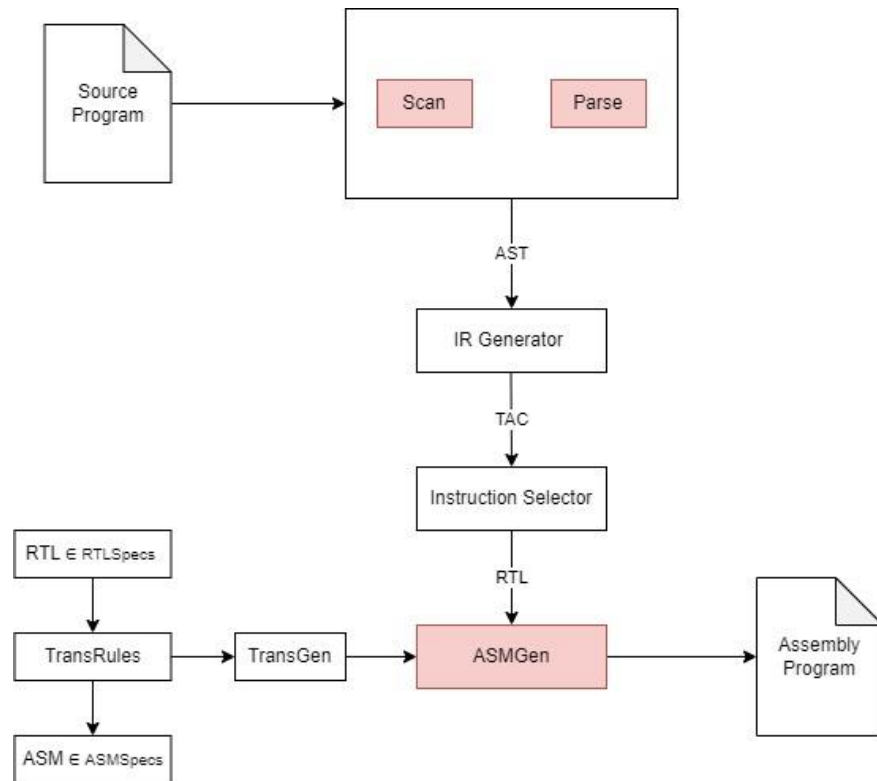 Source
Program
Scan
Parse
AST
IR Generator
TAC
Instruction Selector
RTL ∈ RTLSpecs
RTL
TransRules
TransGen
ASMGen
Assembly
Program
ASM ∈ ASMSpecs